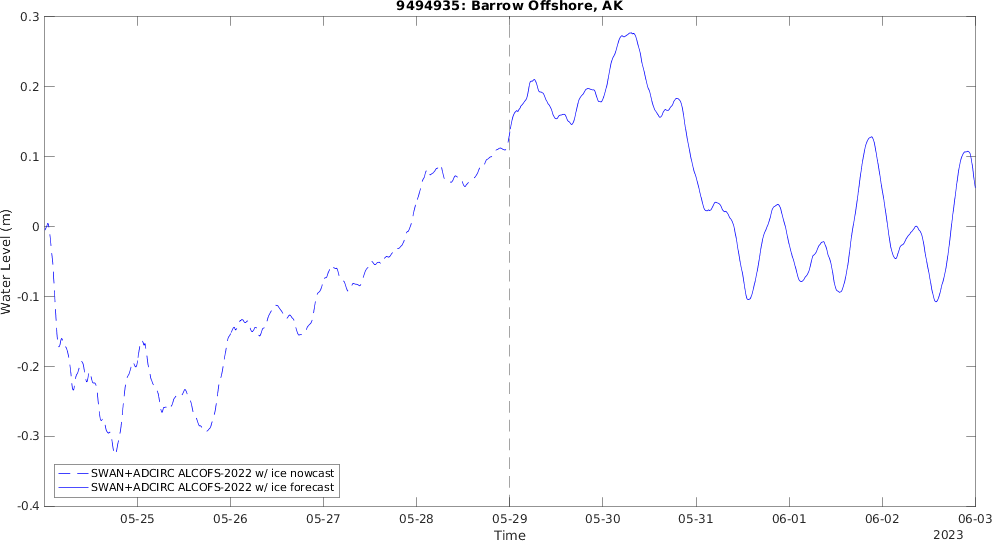 9494935: Barrow Offshore, AK
0.3
0.2
0.1
0
-0.1
-0.2
-0.3
-0.4
Water Level (m)
SWAN+ADCIRC ALCOFS-2022 w/ ice nowcast
SWAN+ADCIRC ALCOFS-2022 w/ ice forecast
05-25 05-26 05-27 05-28 05-29 05-30 05-31 06-01 06-02 06-03
Time
2023